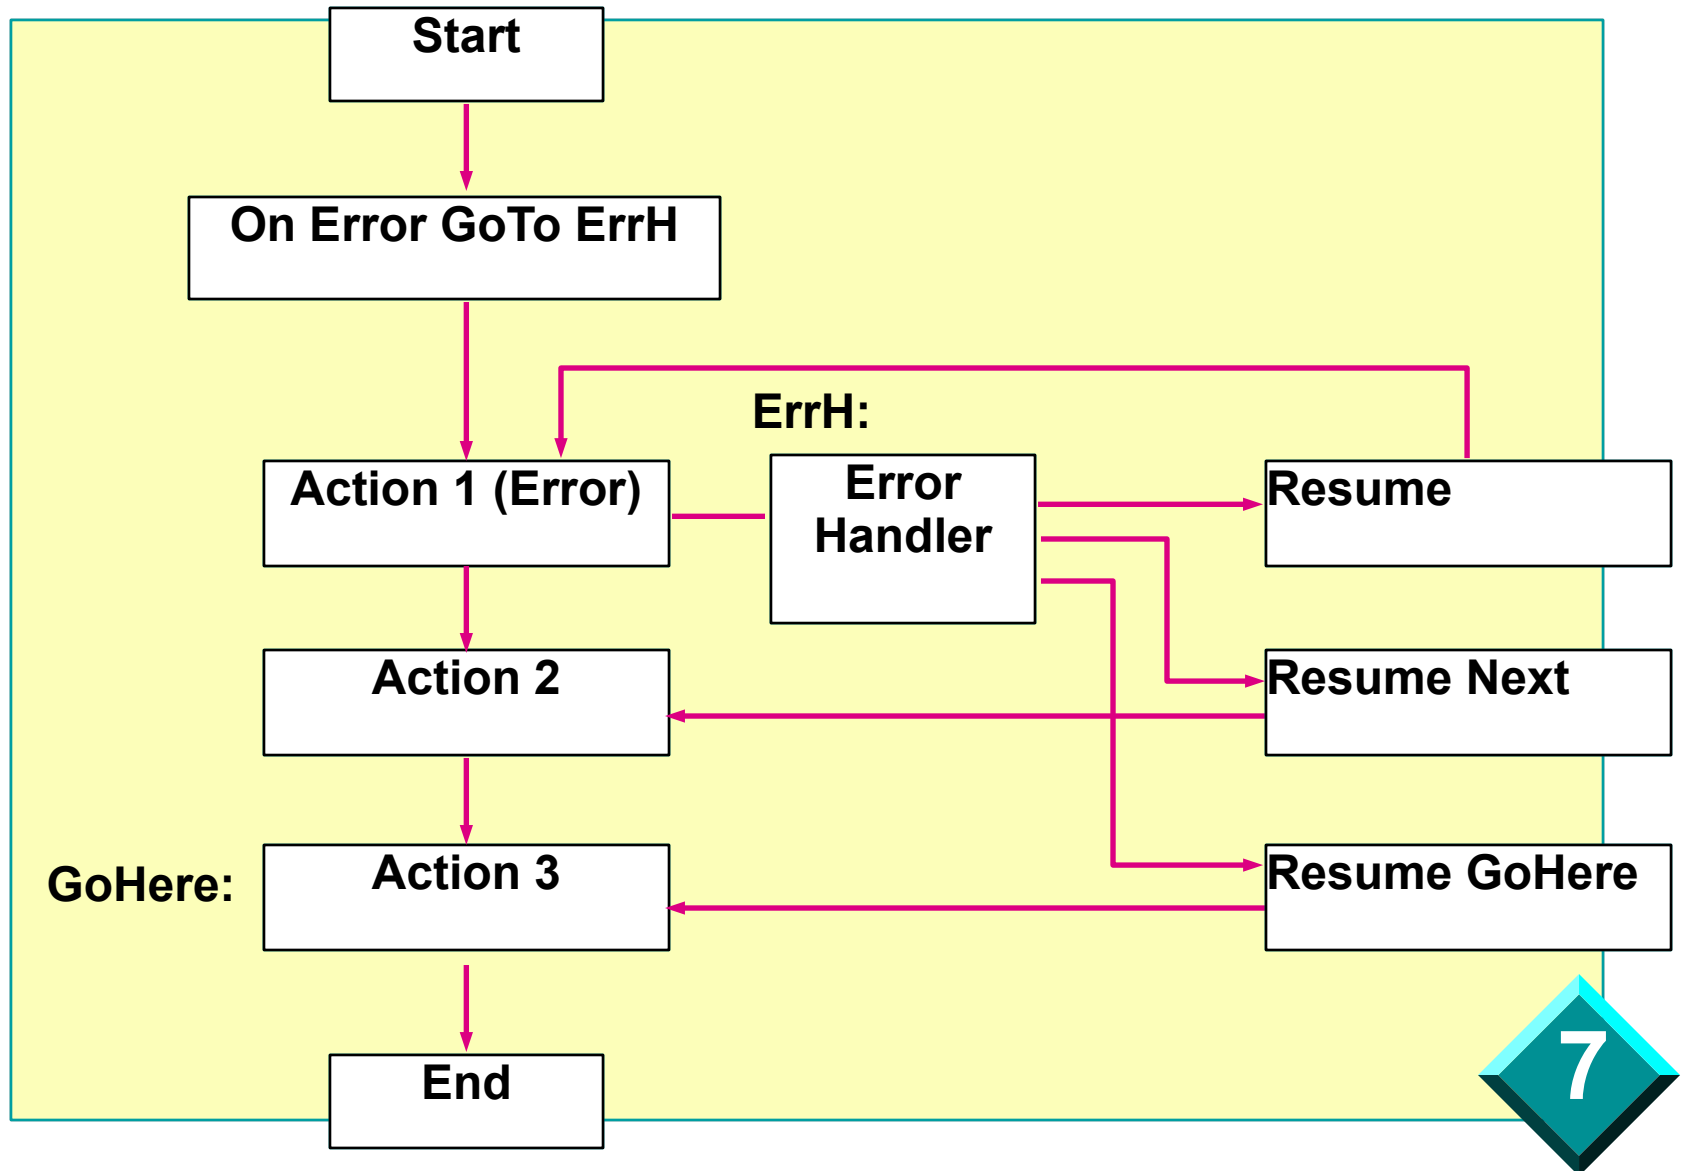 Start
On Error GoTo ErrH
ErrH:
Action 1 (Error)
Error
Handler
Resume
Action 2
Resume Next
GoHere:
Action 3
Resume GoHere
End
7